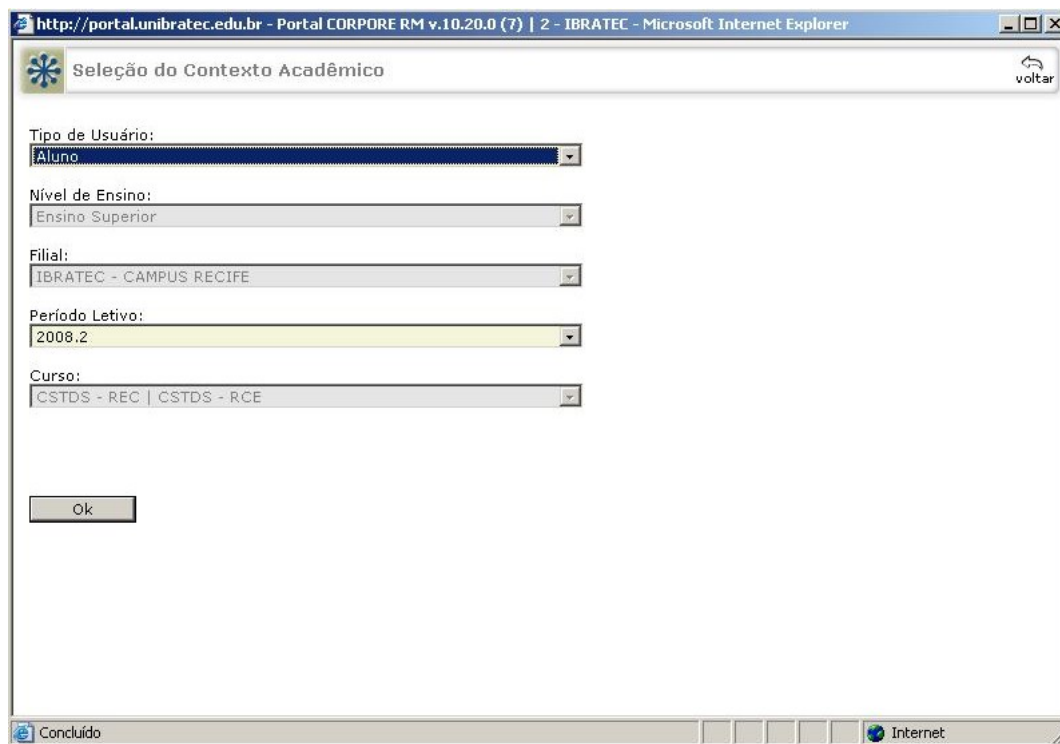 http://portal.unibratec.edu.br - Portal CORPORE RM v.10.20.0 (7) | 2 - IBRATEC - Microsoft Internet Explorer
Seleção do Contexto Acadêmico
voltar
Tipo de Usuário:
Aluno
Nível de Ensino:
Ensino Superior
Filial:
IBRATEC - CAMPUS RECIFE
Período Letivo:
2008.2
Curso:
CSTDS - REC | CSTDS - RCE
Ok
Concluído
Internet